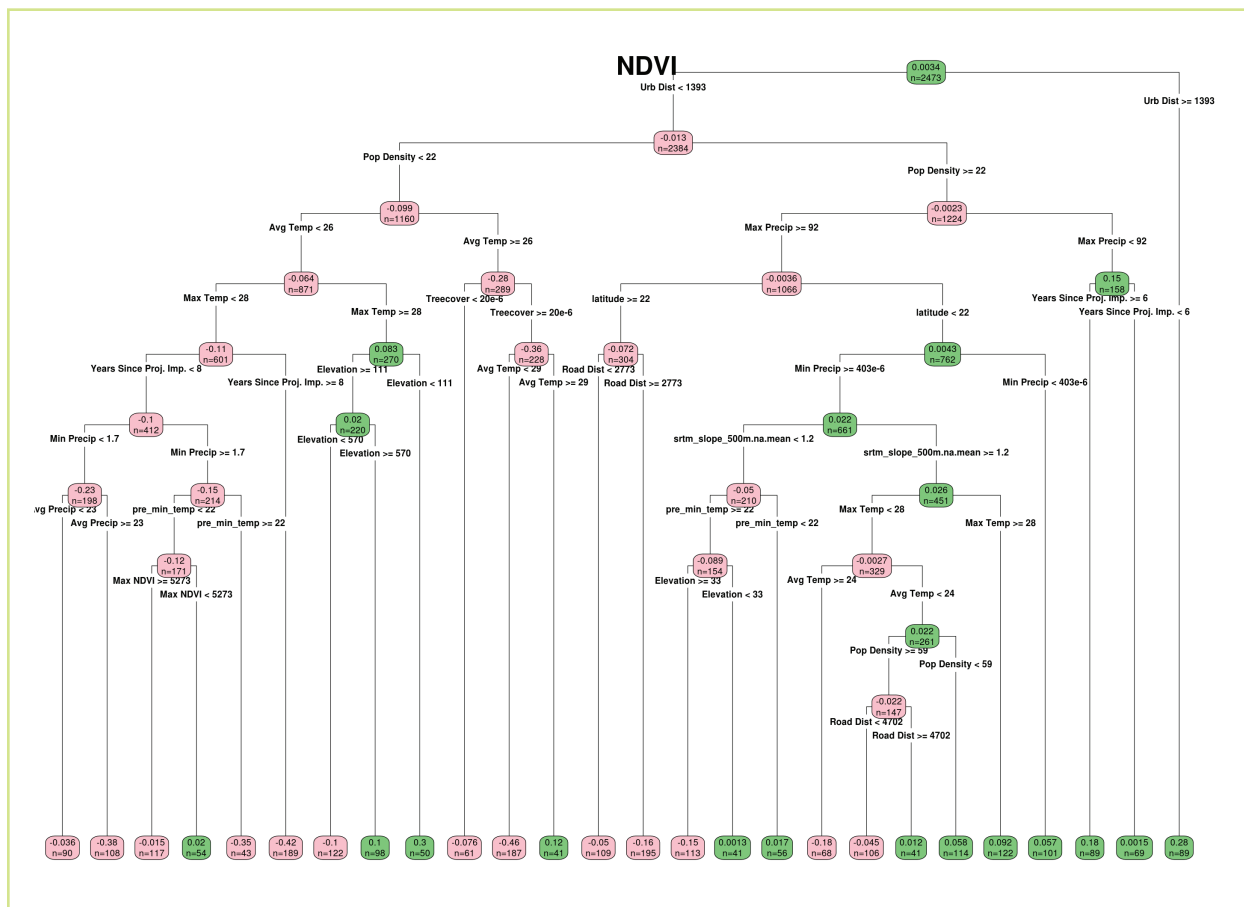 NDVI
0.0034
n=2473
Urb Dist < 1393
Urb Dist >= 1393
-0.013
n=2384
Pop Density < 22
Pop Density >= 22
-0.099
n=1160
-0.0023
n=1224
Avg Temp < 26
Avg Temp >= 26
Max Precip >= 92
Max Precip < 92
-0.064
n=871
-0.28
n=289
-0.0036
n=1066
0.15
n=158
Max Temp < 28
Max Temp >= 28
Treecover < 20e-6
Treecover >= 20e-6
latitude >= 22
latitude < 22
Years Since Proj. Imp. >= 6
Years Since Proj. Imp. < 6
-0.11
n=601
0.083
n=270
-0.36
n=228
-0.072
n=304
0.0043
n=762
Years Since Proj. Imp. < 8
Years Since Proj. Imp. >= 8
Elevation >= 111
Elevation < 111
Avg Temp < 29
Avg Temp >= 29
Road Dist < 2773
Road Dist >= 2773
Min Precip >= 403e-6
Min Precip < 403e-6
-0.1
n=412
0.02
n=220
0.022
n=661
Min Precip < 1.7
Min Precip >= 1.7
Elevation < 570
Elevation >= 570
srtm_slope_500m.na.mean < 1.2
srtm_slope_500m.na.mean >= 1.2
-0.23
n=198
-0.15
n=214
-0.05
n=210
0.026
n=451
Precip < 23
Avg Precip >= 23
pre_min_temp < 22
pre_min_temp >= 22
pre_min_temp >= 22
pre_min_temp < 22
Max Temp < 28
Max Temp >= 28
-0.12
n=171
-0.089
n=154
-0.0027
n=329
Max NDVI >= 5273
Max NDVI < 5273
Elevation >= 33
Elevation < 33
Avg Temp >= 24
Avg Temp < 24
0.022
n=261
Pop Density >= 59
Pop Density < 59
-0.022
n=147
Road Dist < 4702
Road Dist >= 4702
-0.036
n=90
-0.38
n=108
-0.015
n=117
0.02
n=54
-0.35
n=43
-0.42
n=189
-0.1
n=122
0.1
n=98
0.3
n=50
-0.076
n=61
-0.46
n=187
0.12
n=41
-0.05
n=109
-0.16
n=195
-0.15
n=113
0.0013
n=41
0.017
n=56
-0.18
n=68
-0.045
n=106
0.012
n=41
0.058
n=114
0.092
n=122
0.057
n=101
0.18
n=89
0.0015
n=69
0.28
n=89